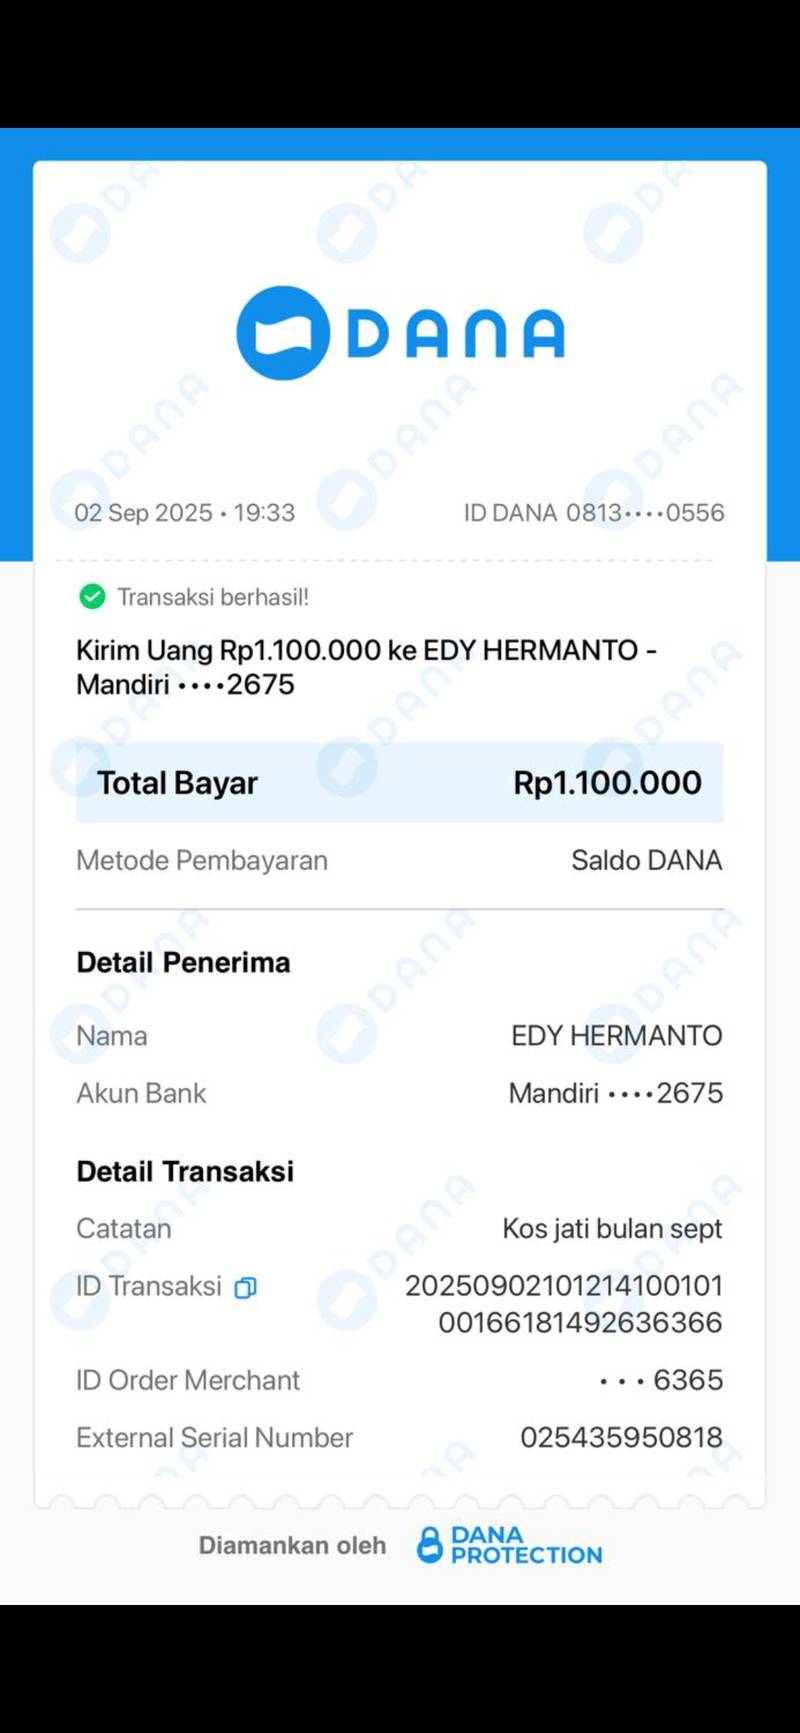 DANA
02 Sep 2025 • 19:33 ID DANA 0813••••0556
Transaksi berhasil!
Kirim Uang Rp1.100.000 ke EDY HERMANTO -
Mandiri ••••2675
Total Bayar Rp1.100.000
Metode Pembayaran Saldo DANA
Detail Penerima
Nama EDY HERMANTO
Akun Bank Mandiri ••••2675
Detail Transaksi
Catatan Kos jati bulan sept
ID Transaksi 20250902101214100101
00166181492636366
ID Order Merchant • • • 6365
External Serial Number 025435950818
Diamankan oleh DANA
PROTECTION